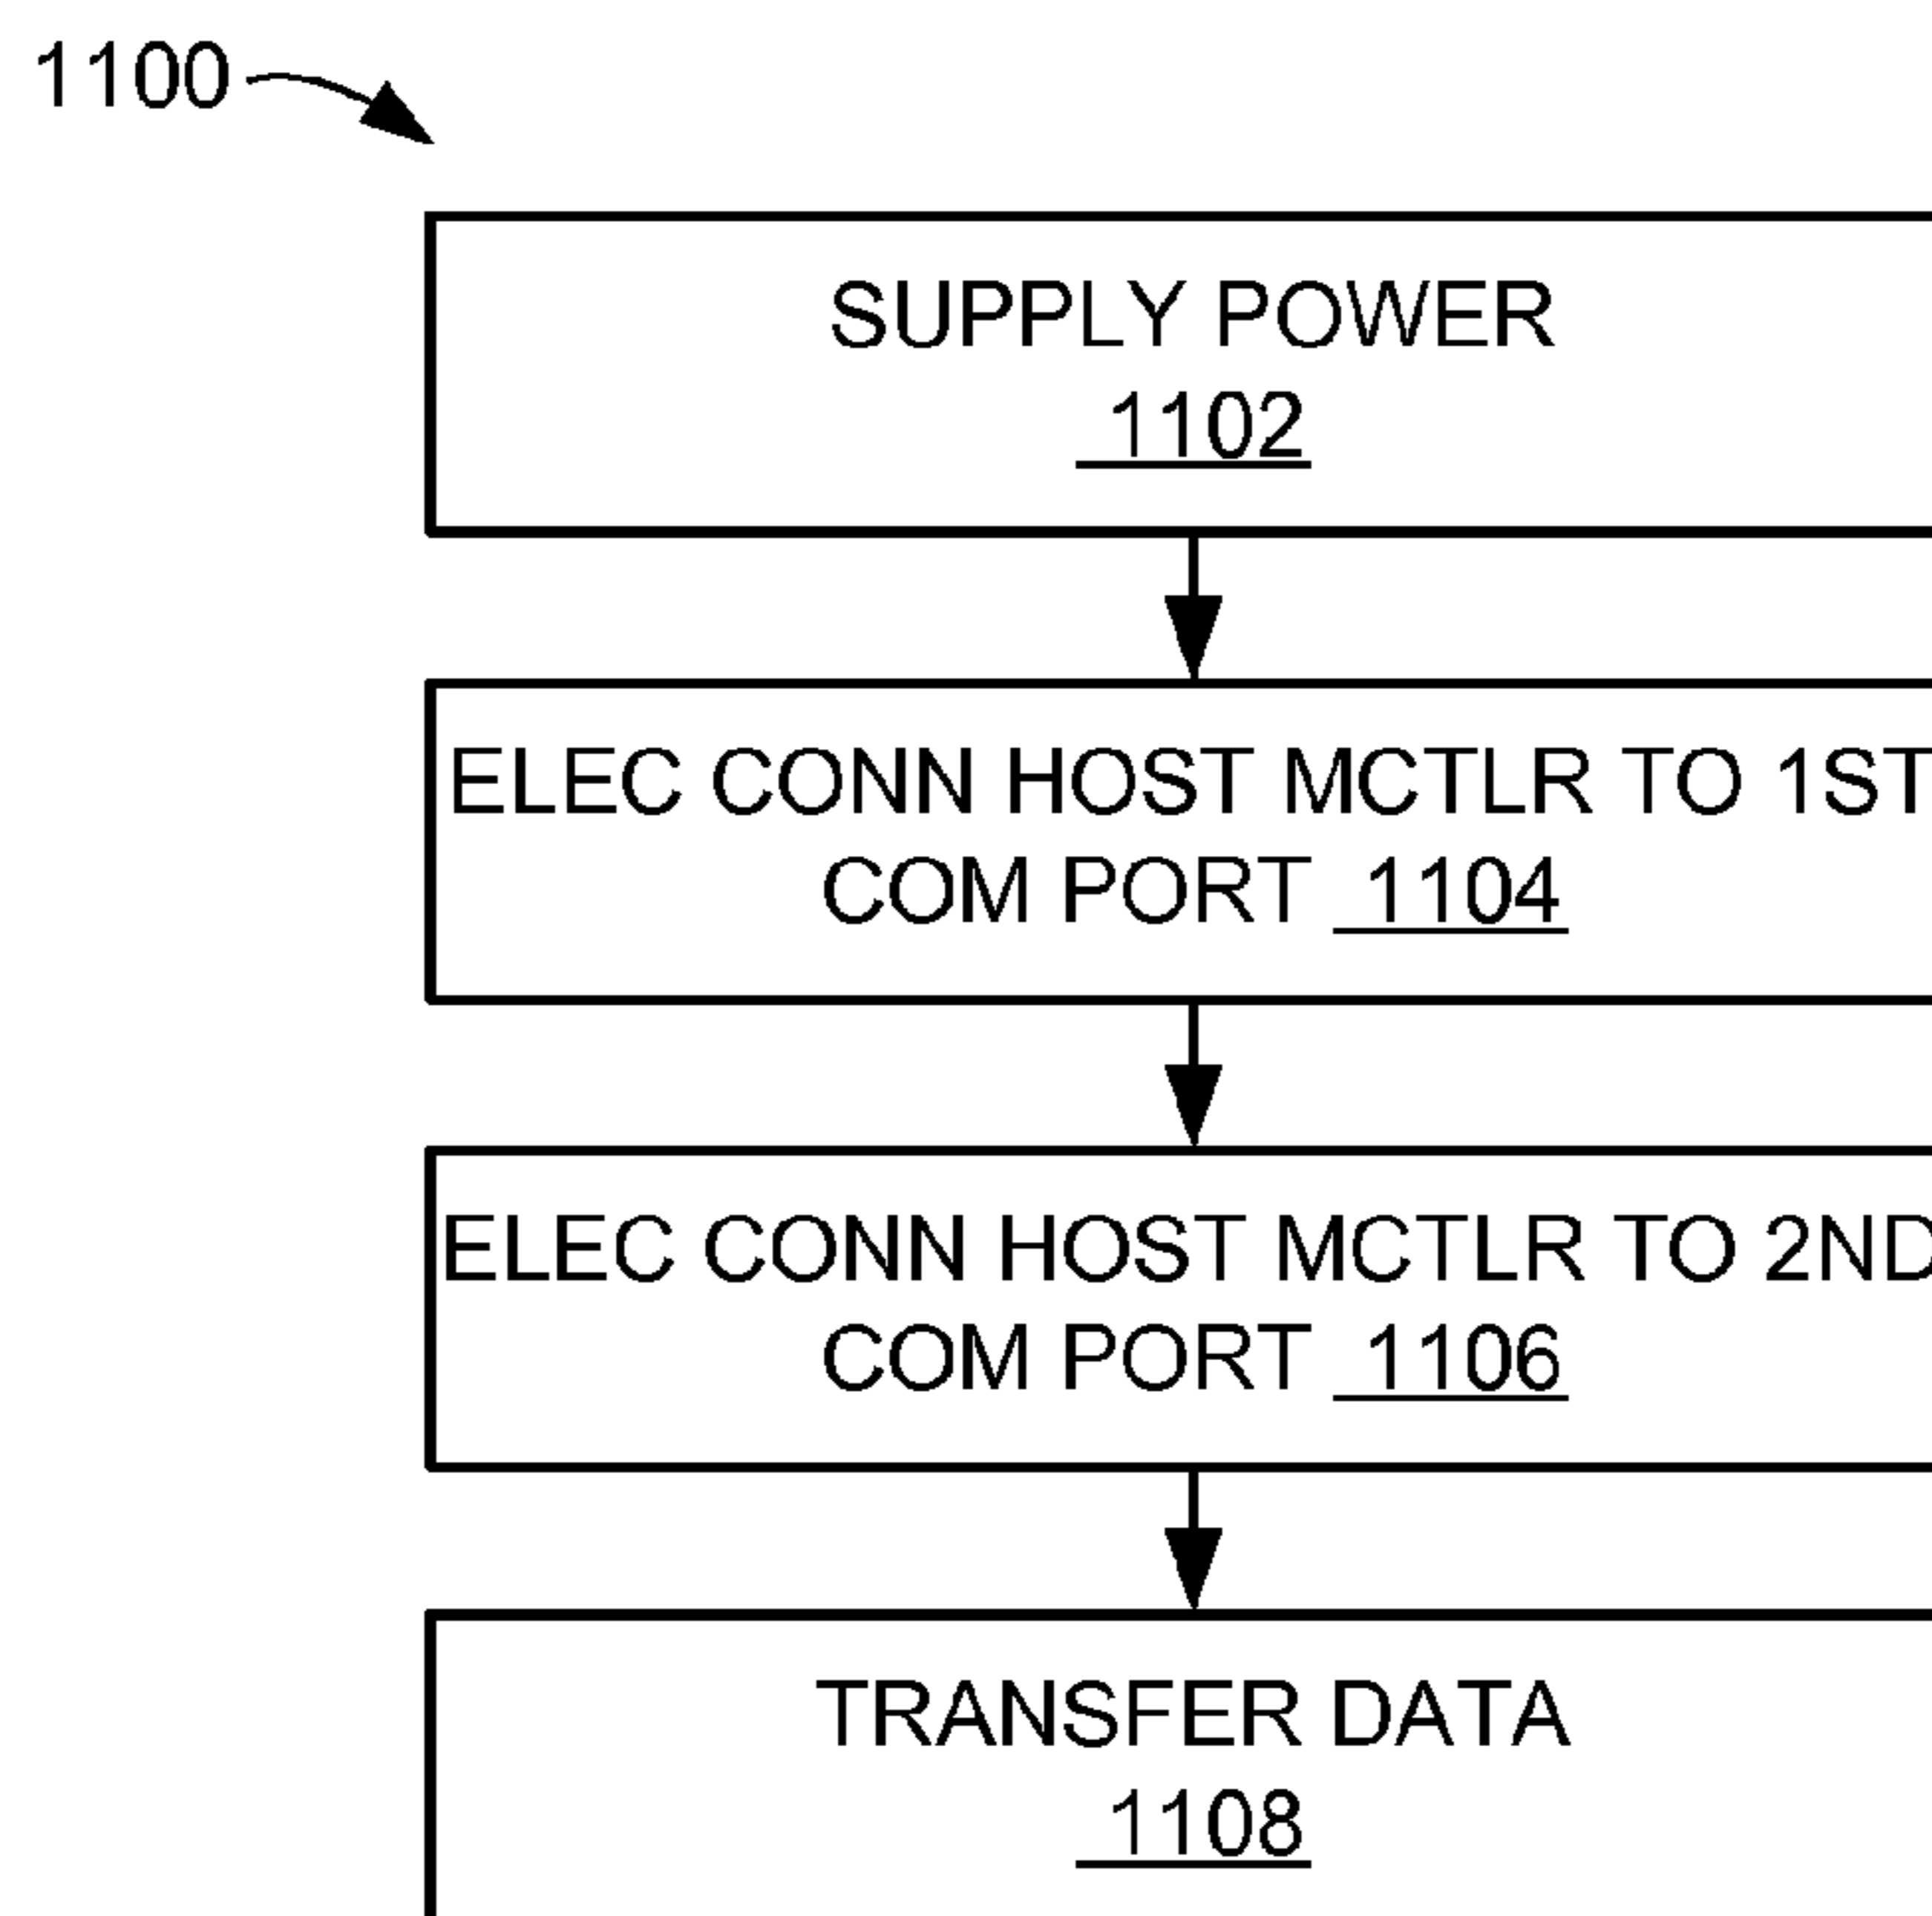 1100
SUPPLY POWER
1102
ELEC CONN HOST MCTLR TO 1ST
COM PORT 1104
ELEC CONN HOST MCTLR TO 2ND
COM PORT 1106
TRANSFER DATA
1108